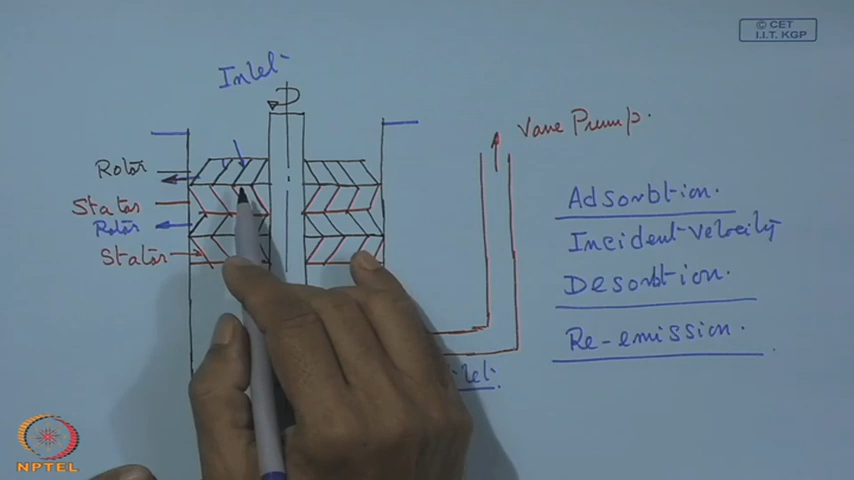 © CET
I.I.T. KGP
Inlet
Vane Pump.
Rotor
Stator
Rotor
Stator
Adsorbtion.
Incident velocity
Desorbtion.
Re-emission.
NPTEL